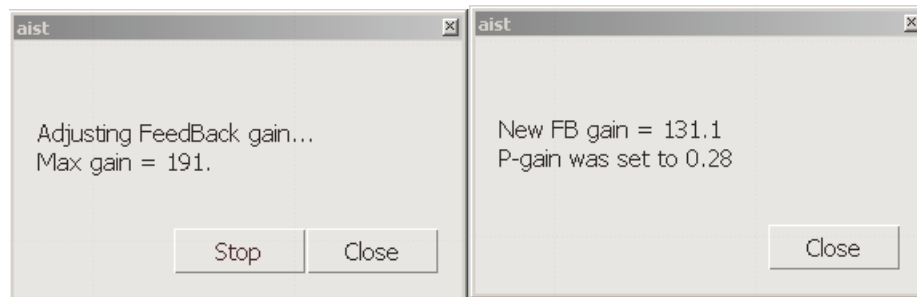 aist
Adjusting FeedBack gain...
Max gain = 191.
Stop
Close
aist
New FB gain = 131.1
P-gain was set to 0.28
Close